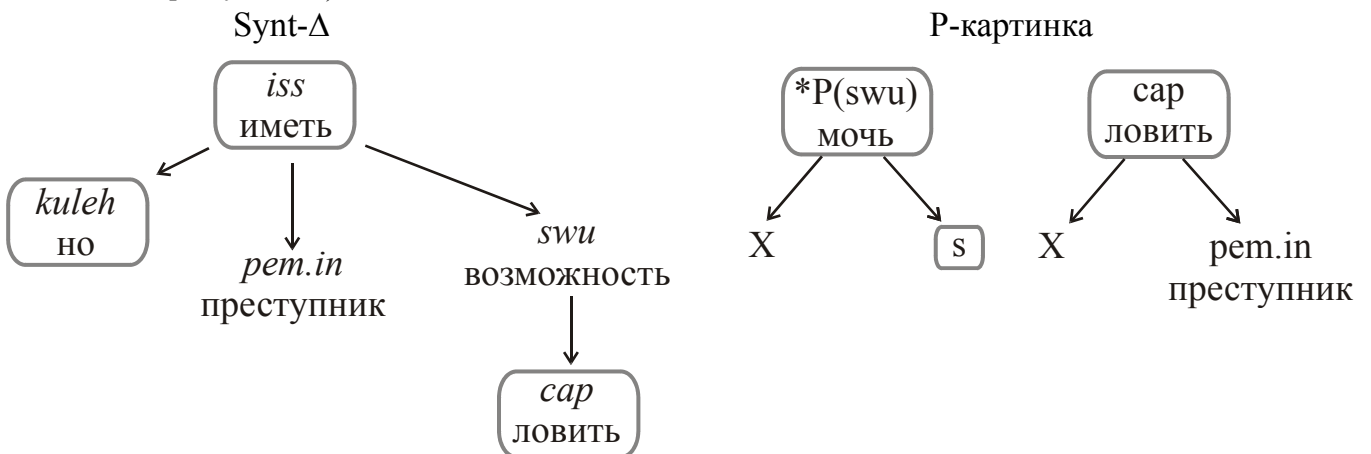 Synt-Δ
P-картинка
iss
иметь
*P(swu)
мочь
cap
ловить
kuleh
но
pem.in
преступник
swu
возможность
X
s
X
pem.in
преступник
cap
ловить